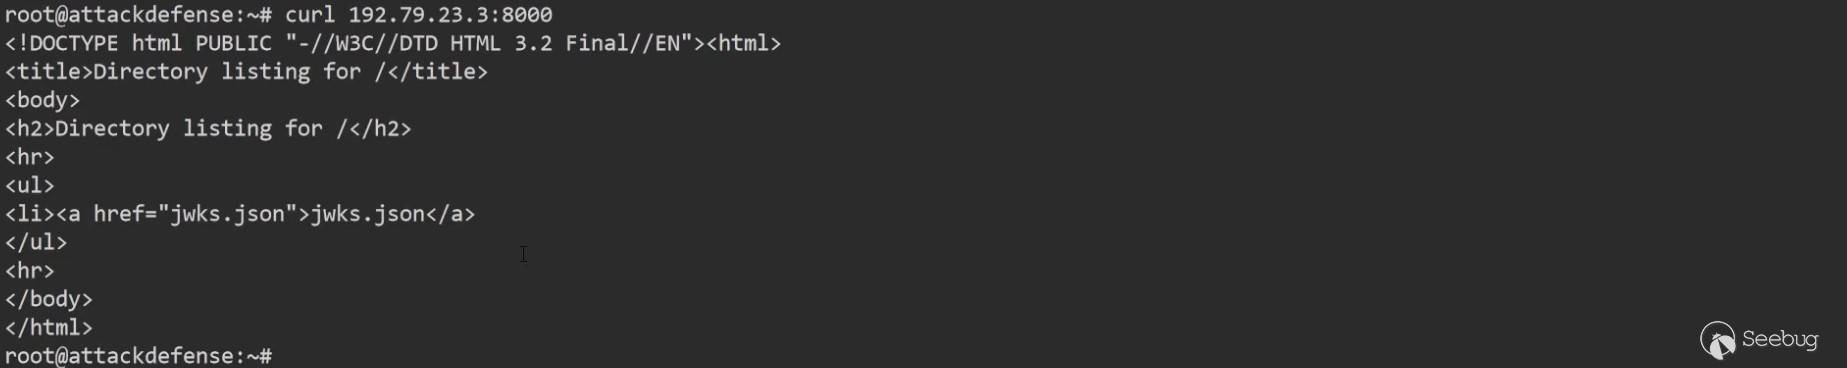 root@attackdefense:~# curl 192.79.23.3:8000
<!DOCTYPE html PUBLIC "-//W3C//DTD HTML 3.2 Final//EN"><html>
<title>Directory listing for /</title>
<body>
<h2>Directory listing for /</h2>
<hr>
<ul>
<li><a href="jwks.json">jwks.json</a>
</ul>
<hr>
</body>
</html>
root@attackdefense:~#
Seebug